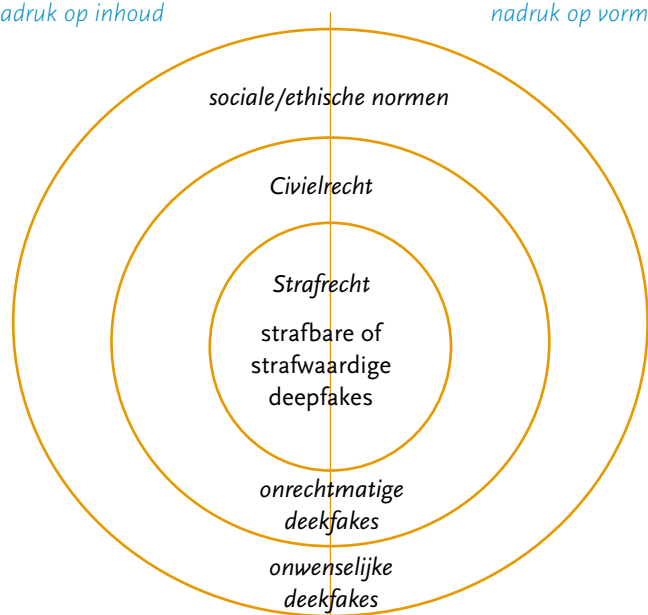 adruk op inhoud
nadruk op vorm
sociale/ethische normen
Civielrecht
Strafrecht
strafbare of
strafwaardige
deepfakes
onrechtmatige
deekfakes
onwenselijke
deekfakes